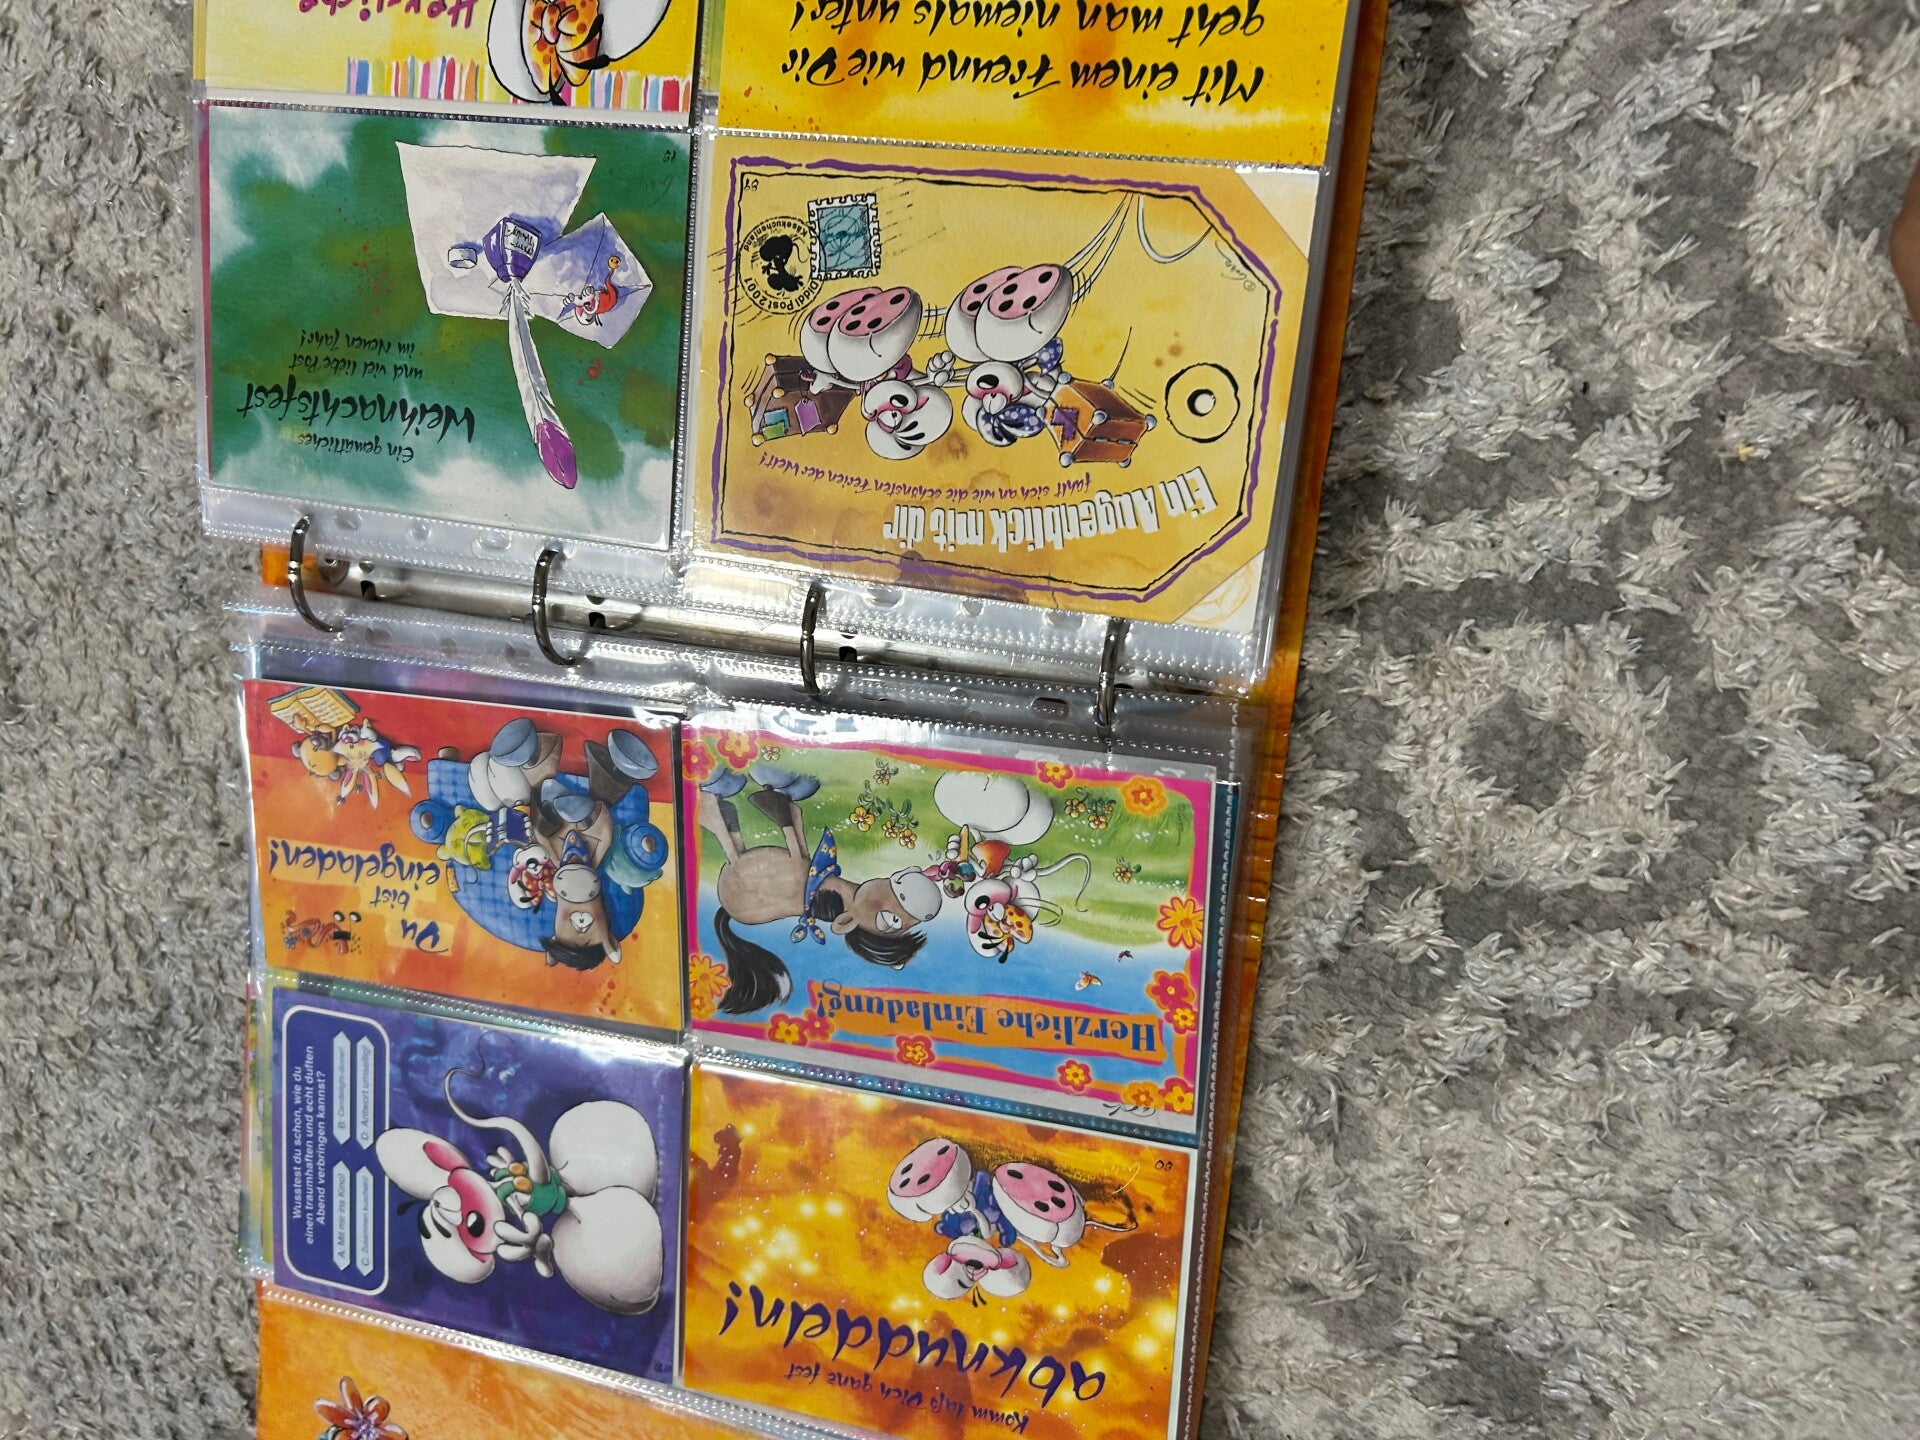 Herzliche
Mit einem Freund wie Dir
geht man niemals unter!
Ein gemütliches
Weihnachtsfest
und viel liebe Post
im Neuen Jahr!
Ein Augenblick mit dir
fühlt sich an wie die schönsten Ferien der Welt!
Diddl Post 2001
Käsekuchenland
Du
bist
eingeladen!
Herzliche Einladung!
Wusstest du schon, wie du
einen traumhaften und echt duften
Abend verbringen kannst?
A. Mit mir ins Kino!
B. Candlelight-dinner!
C. Zusammen kuscheln!
D. Antwort umseitig!
Komm laß Dich ganz fest
abknuddeln!